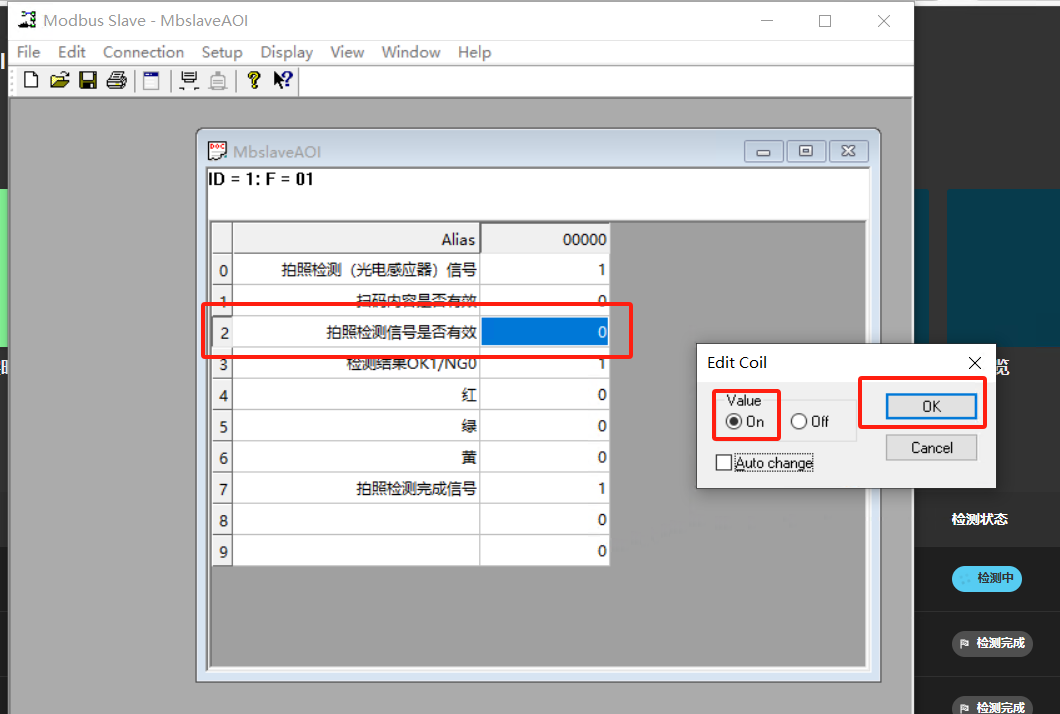 Modbus Slave - MbslaveAOI
File Edit Connection Setup Display View Window Help
MbslaveAOI
ID = 1: F = 01
Alias 00000
0 拍照检测（光电感应器）信号 1
1 扫码内容是否有效 0
2 拍照检测信号是否有效 0
3 检测结果OK1/NG0 1
4 红 0
5 绿 0
6 黄 0
7 拍照检测完成信号 1
8 0
9 0
Edit Coil
Value
On Off
OK
Cancel
Auto change
览
检测状态
检测中
检测完成
检测完成